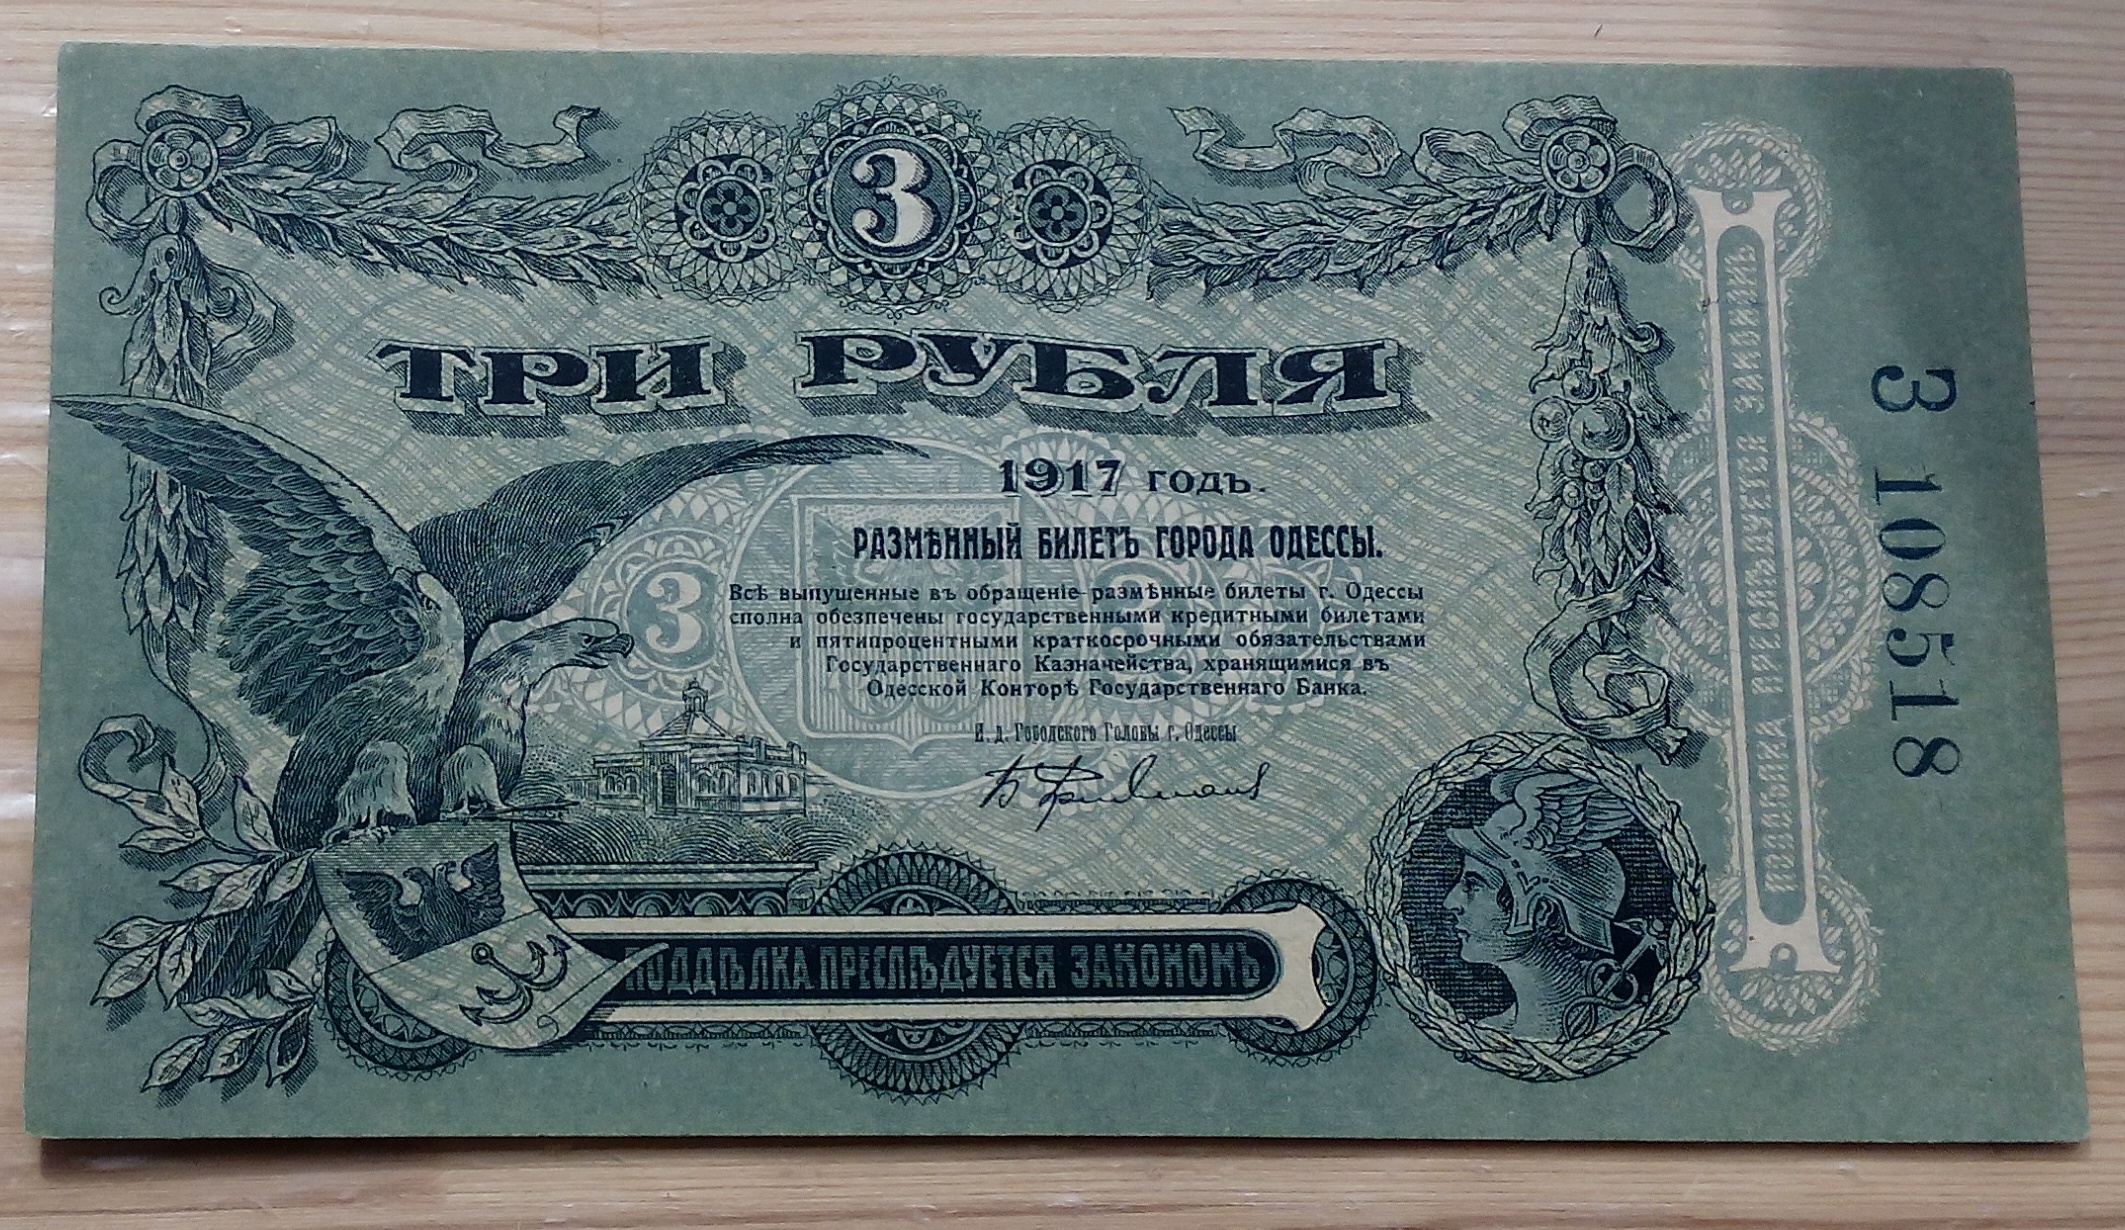 3
ТРИ РУБЛЯ
1917 годъ.
РАЗМѢННЫЙ БИЛЕТЪ ГОРОДА ОДЕССЫ.
Всѣ выпущенные въ обращеніе размѣнные билеты г. Одессы
сполна обезпечены государственными кредитными билетами
и пятипроцентными краткосрочными обязательствами
Государственнаго Казначейства, хранящимися въ
Одесской Конторѣ Государственнаго Банка.
3
3
И. д. Городского Головы г. Одессы
ПОДДѢЛКА ПРЕСЛѢДУЕТСЯ ЗАКОНОМЪ
ПОДДѢЛКА ПРЕСЛѢДУЕТСЯ ЗАКОНОМЪ
З 108518